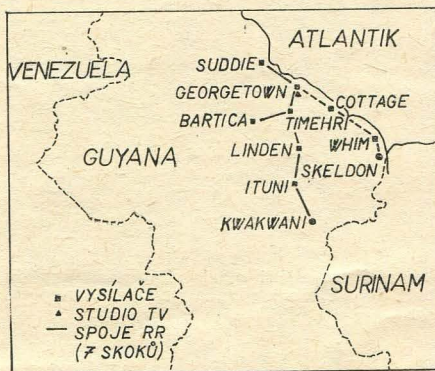 ATLANTIK
VENEZUELA
SUDDIE
GEORGETOWN
COTTAGE
BARTICA
TIMEHRI
WHIM
GUYANA
LINDEN
SKELDON
ITUNI
KWAKWANI
SURINAM
VYSÍLAČE
STUDIO TV
SPOJE RR
(7 SKOKŮ)